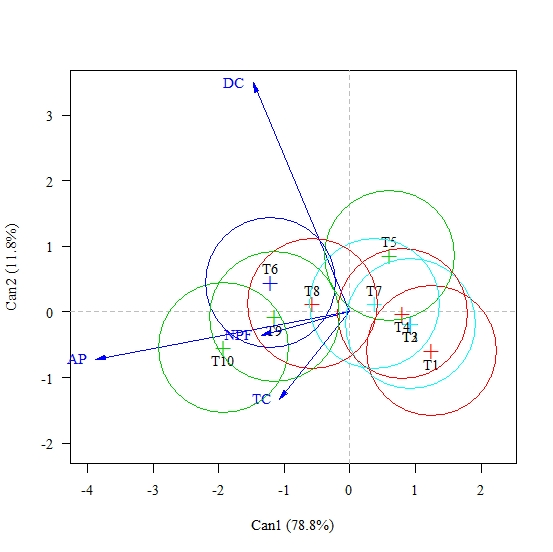 DC
3
2
1
0
-1
-2
Can2 (11.8%)
T5
T6
T8
T7
NPF
T9
T4
T1
T10
AP
TC
-4
-3
-2
-1
0
1
2
Can1 (78.8%)